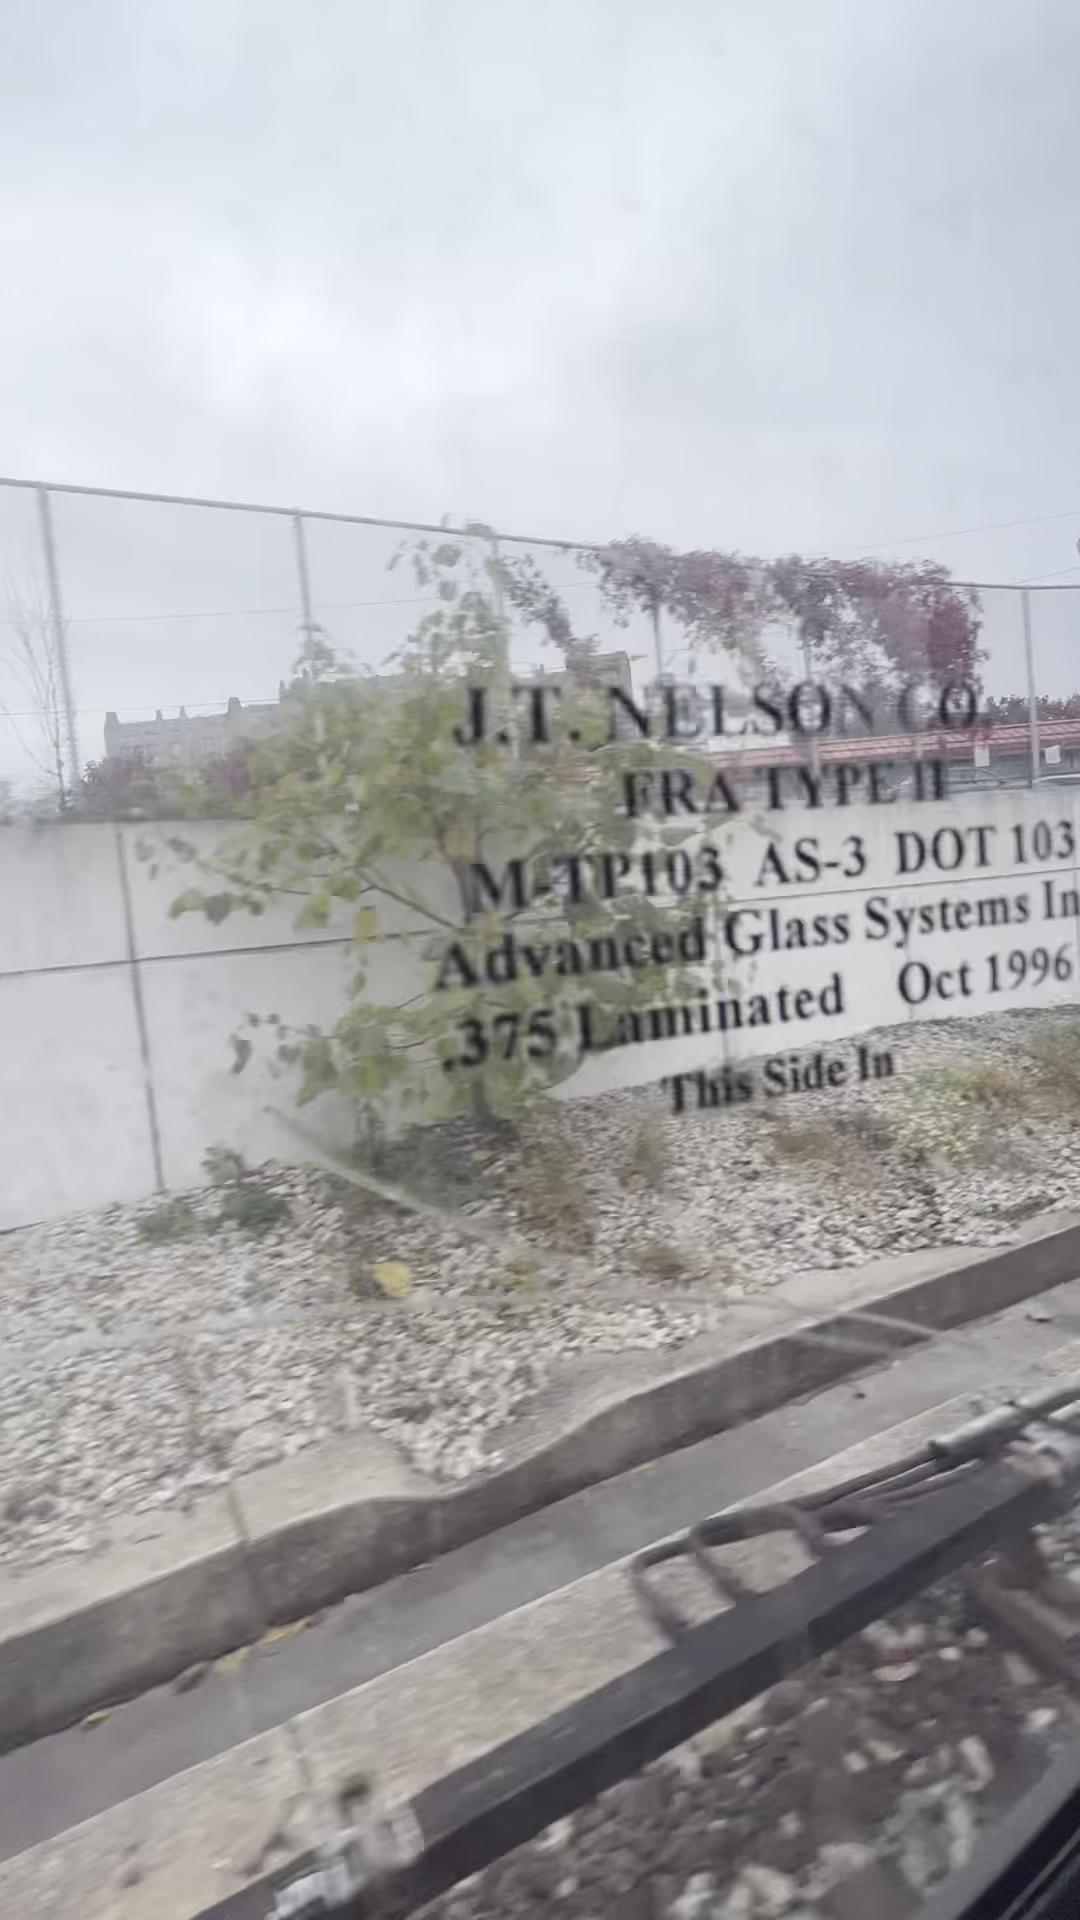 J.T. NELSON CO.
FRA TYPE II
M-TP103 AS-3 DOT 103
Advanced Glass Systems In
.375 Laminated Oct 1996
This Side In